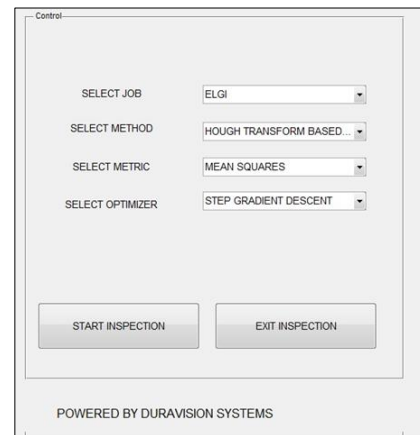 Control
SELECT JOB ELGI
SELECT METHOD HOUGH TRANSFORM BASED...
SELECT METRIC MEAN SQUARES
SELECT OPTIMIZER STEP GRADIENT DESCENT
START INSPECTION EXIT INSPECTION
POWERED BY DURAVISION SYSTEMS